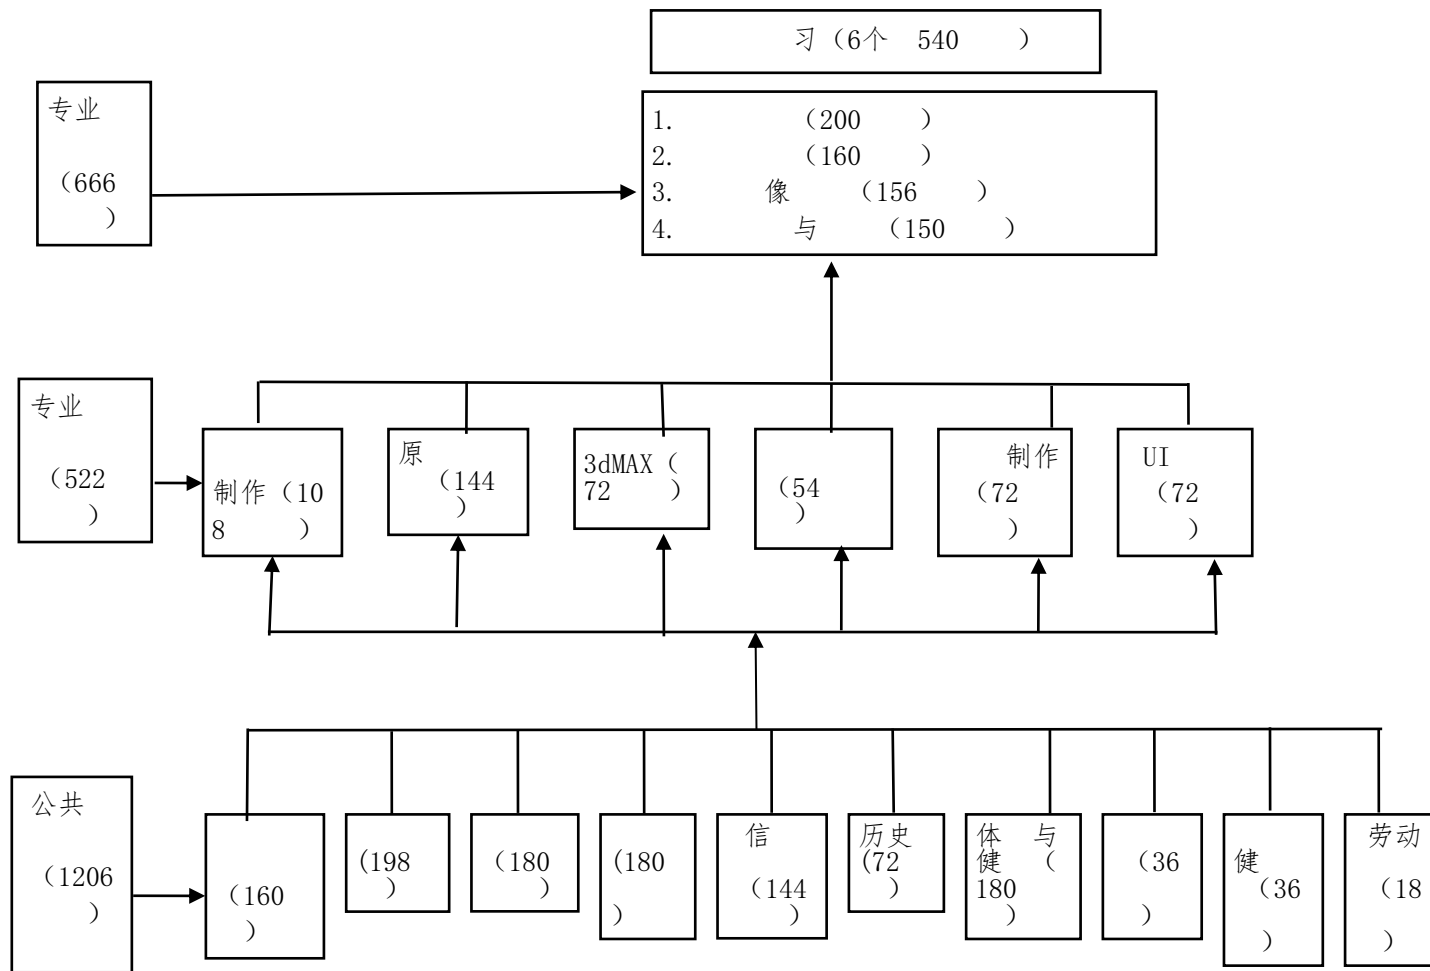 习（6个 540 ）
专业
（666
）
1. （200 ）
2. （160 ）
3. 像 （156 ）
4. 与 （150 ）
专业
（522
）
制作（10
8 ）
原
（144
）
3dMAX（
72 ）
（54
）
制作
（72
）
UI
（72
）
公共
（1206
）
（160
）
(198
）
（180
）
(180
）
信
（144
）
历史
(72
）
体 与
健 （
180
）
（36
）
健
（36
）
劳动
（18
）